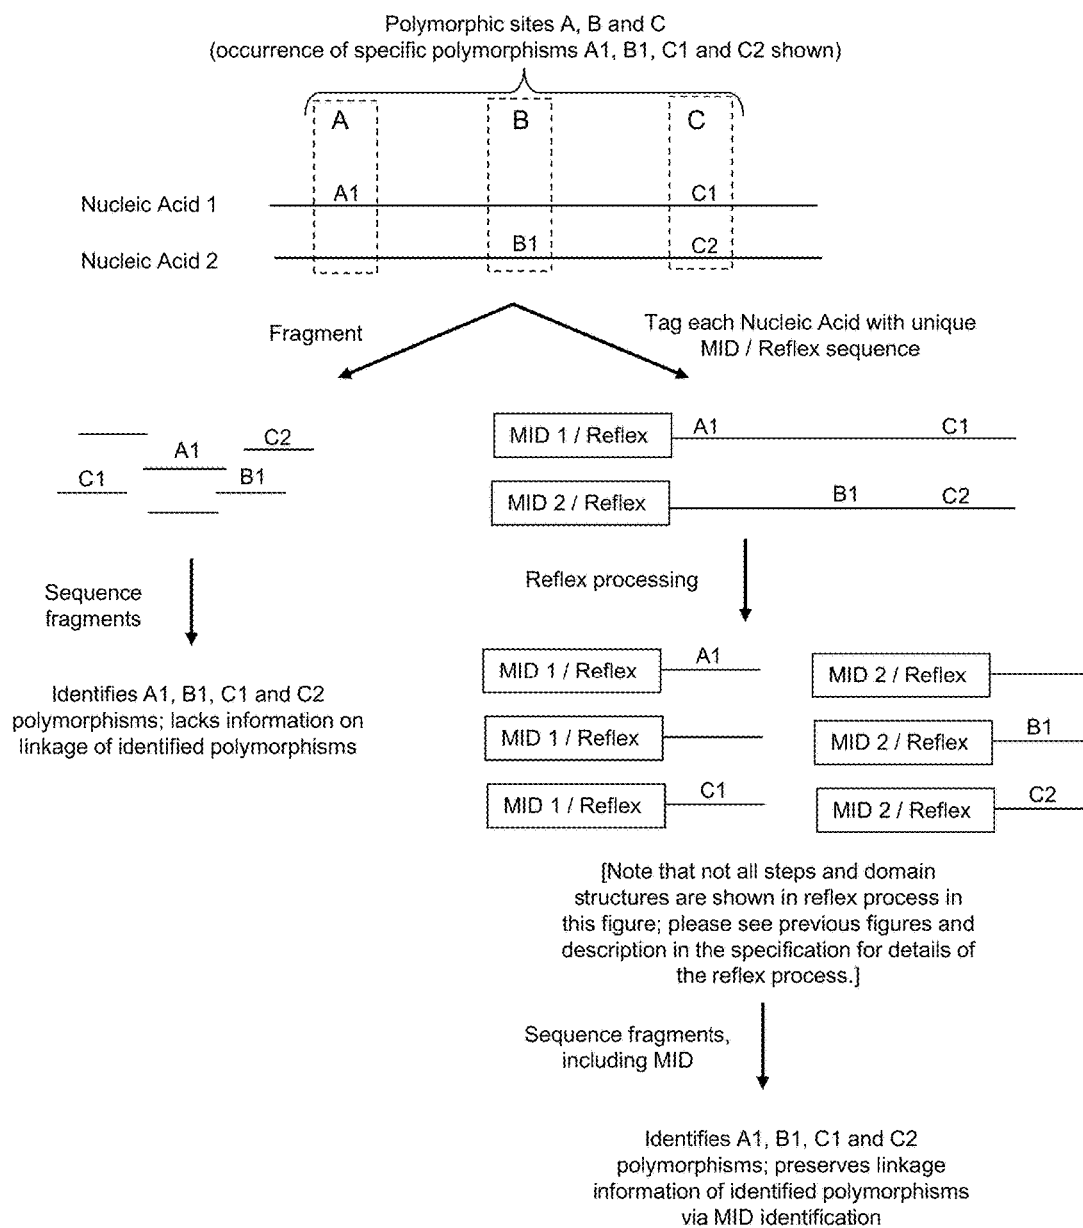 Polymorphic sites A, B and C
(occurrence of specific polymorphisms A1, B1, C1 and C2 shown)
A
B
C
Nucleic Acid 1
A1
C1
Nucleic Acid 2
B1
C2
Fragment
Tag each Nucleic Acid with unique
MID / Reflex sequence
A1
C2
C1
B1
MID 1 / Reflex
A1
C1
MID 2 / Reflex
B1
C2
Sequence
fragments
Reflex processing
Identifies A1, B1, C1 and C2
polymorphisms; lacks information on
linkage of identified polymorphisms
MID 1 / Reflex
A1
MID 2 / Reflex
MID 1 / Reflex
MID 2 / Reflex
B1
MID 1 / Reflex
C1
MID 2 / Reflex
C2
[Note that not all steps and domain
structures are shown in reflex process in
this figure; please see previous figures and
description in the specification for details of
the reflex process.]
Sequence fragments,
including MID
Identifies A1, B1, C1 and C2
polymorphisms; preserves linkage
information of identified polymorphisms
via MID identification